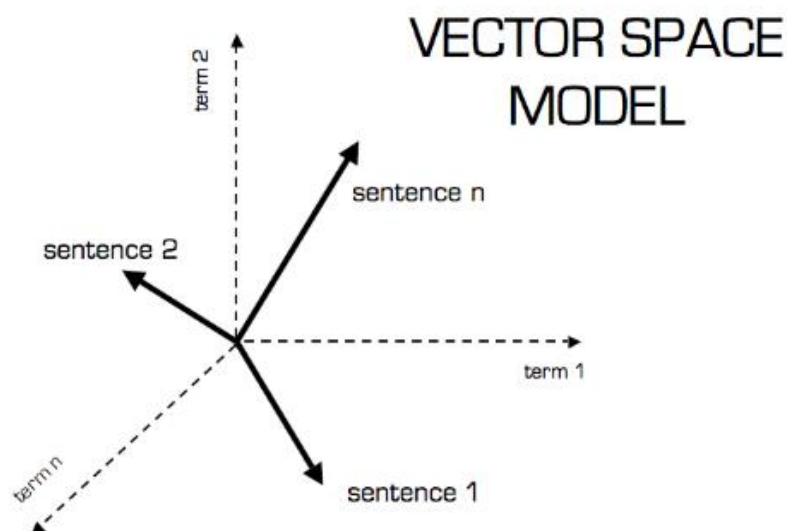 VECTOR SPACE
MODEL
term 2
sentence n
sentence 2
term 1
term n
sentence 1